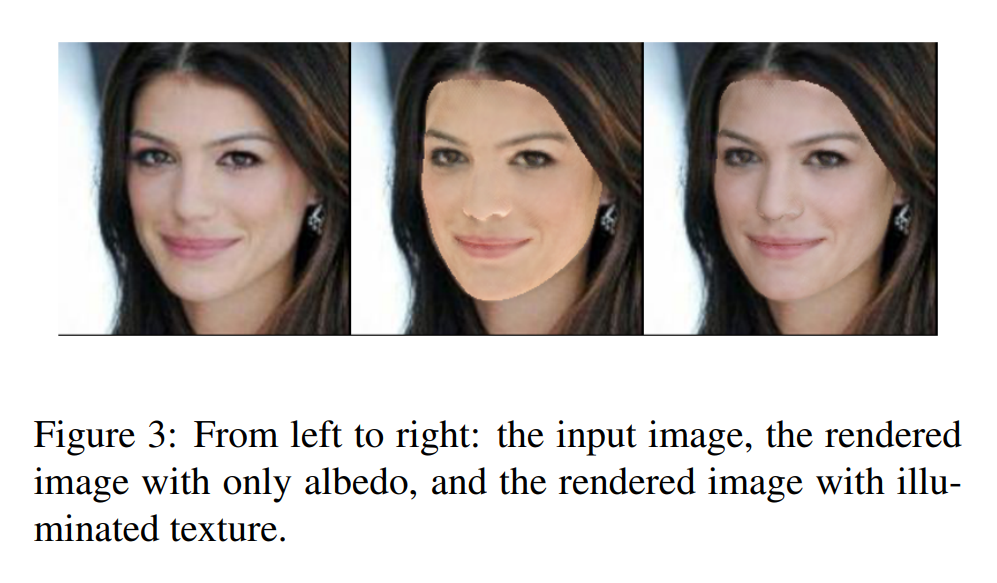 Figure 3: From left to right: the input image, the rendered
image with only albedo, and the rendered image with illu-
minated texture.